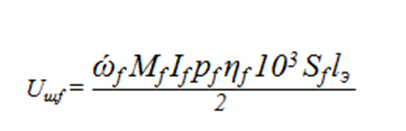 U_шf = ώ_f M_f I_f p_f η_f 10³ S_f l_э / 2